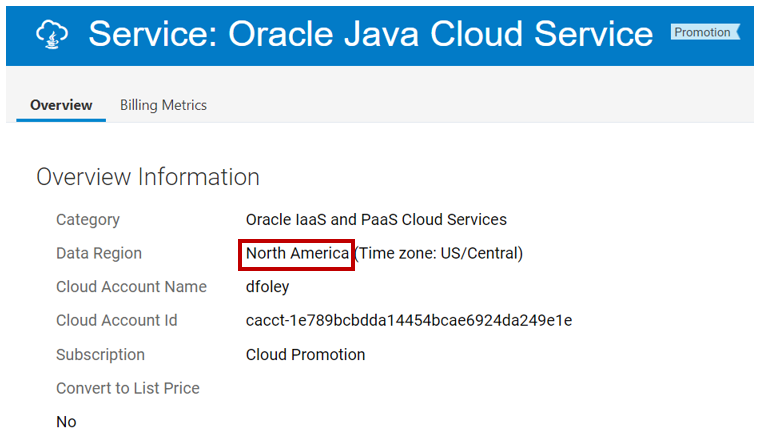 Service: Oracle Java Cloud Service Promotion
Overview Billing Metrics
Overview Information
Category Oracle IaaS and PaaS Cloud Services
Data Region North America (Time zone: US/Central)
Cloud Account Name dfoley
Cloud Account Id cacct-1e789bcbdda14454bcae6924da249e1e
Subscription Cloud Promotion
Convert to List Price
No